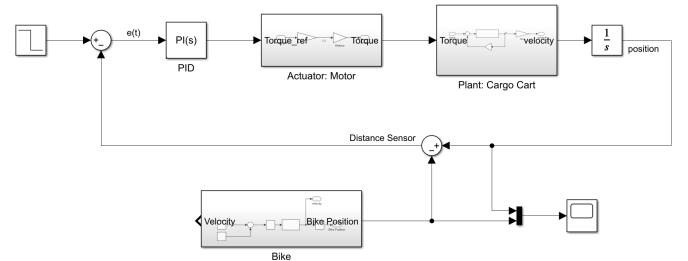 e(t)
+
−
PI(s)
PID
Torque_ref
Torque
Actuator: Motor
Torque
velocity
Plant: Cargo Cart
1
s
position
Distance Sensor
−
+
Velocity
Bike Position
Bike